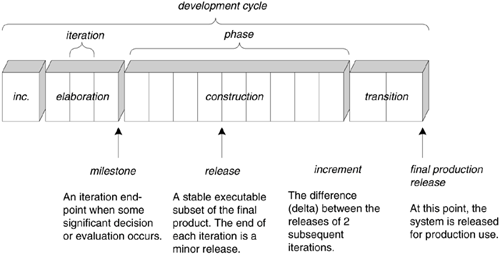 development cycle
iteration
phase
inc.
elaboration
construction
transition
milestone
An iteration end-
point when some
significant decision
or evaluation occurs.
release
A stable executable
subset of the final
product. The end of
each iteration is a
minor release.
increment
The difference
(delta) between the
releases of 2
subsequent
iterations.
final production
release
At this point, the
system is released
for production use.